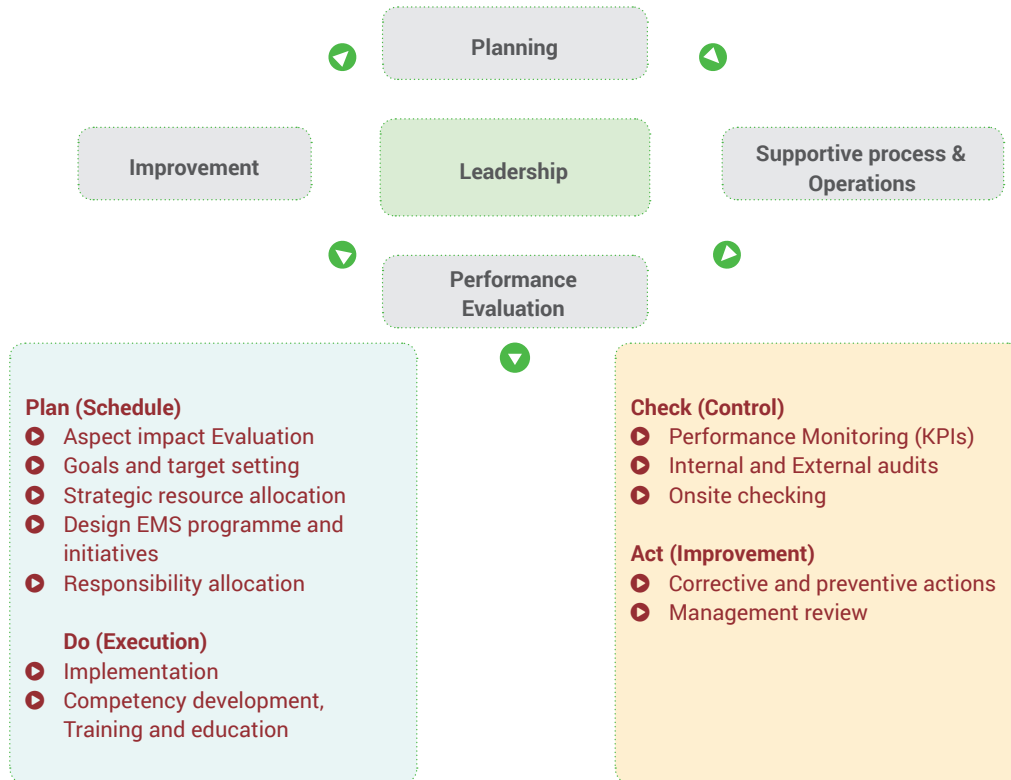 Planning
Improvement
Leadership
Supportive process &
Operations
Performance
Evaluation
Plan (Schedule)
Aspect impact Evaluation
Goals and target setting
Strategic resource allocation
Design EMS programme and
initiatives
Responsibility allocation
Do (Execution)
Implementation
Competency development,
Training and education
Check (Control)
Performance Monitoring (KPIs)
Internal and External audits
Onsite checking
Act (Improvement)
Corrective and preventive actions
Management review